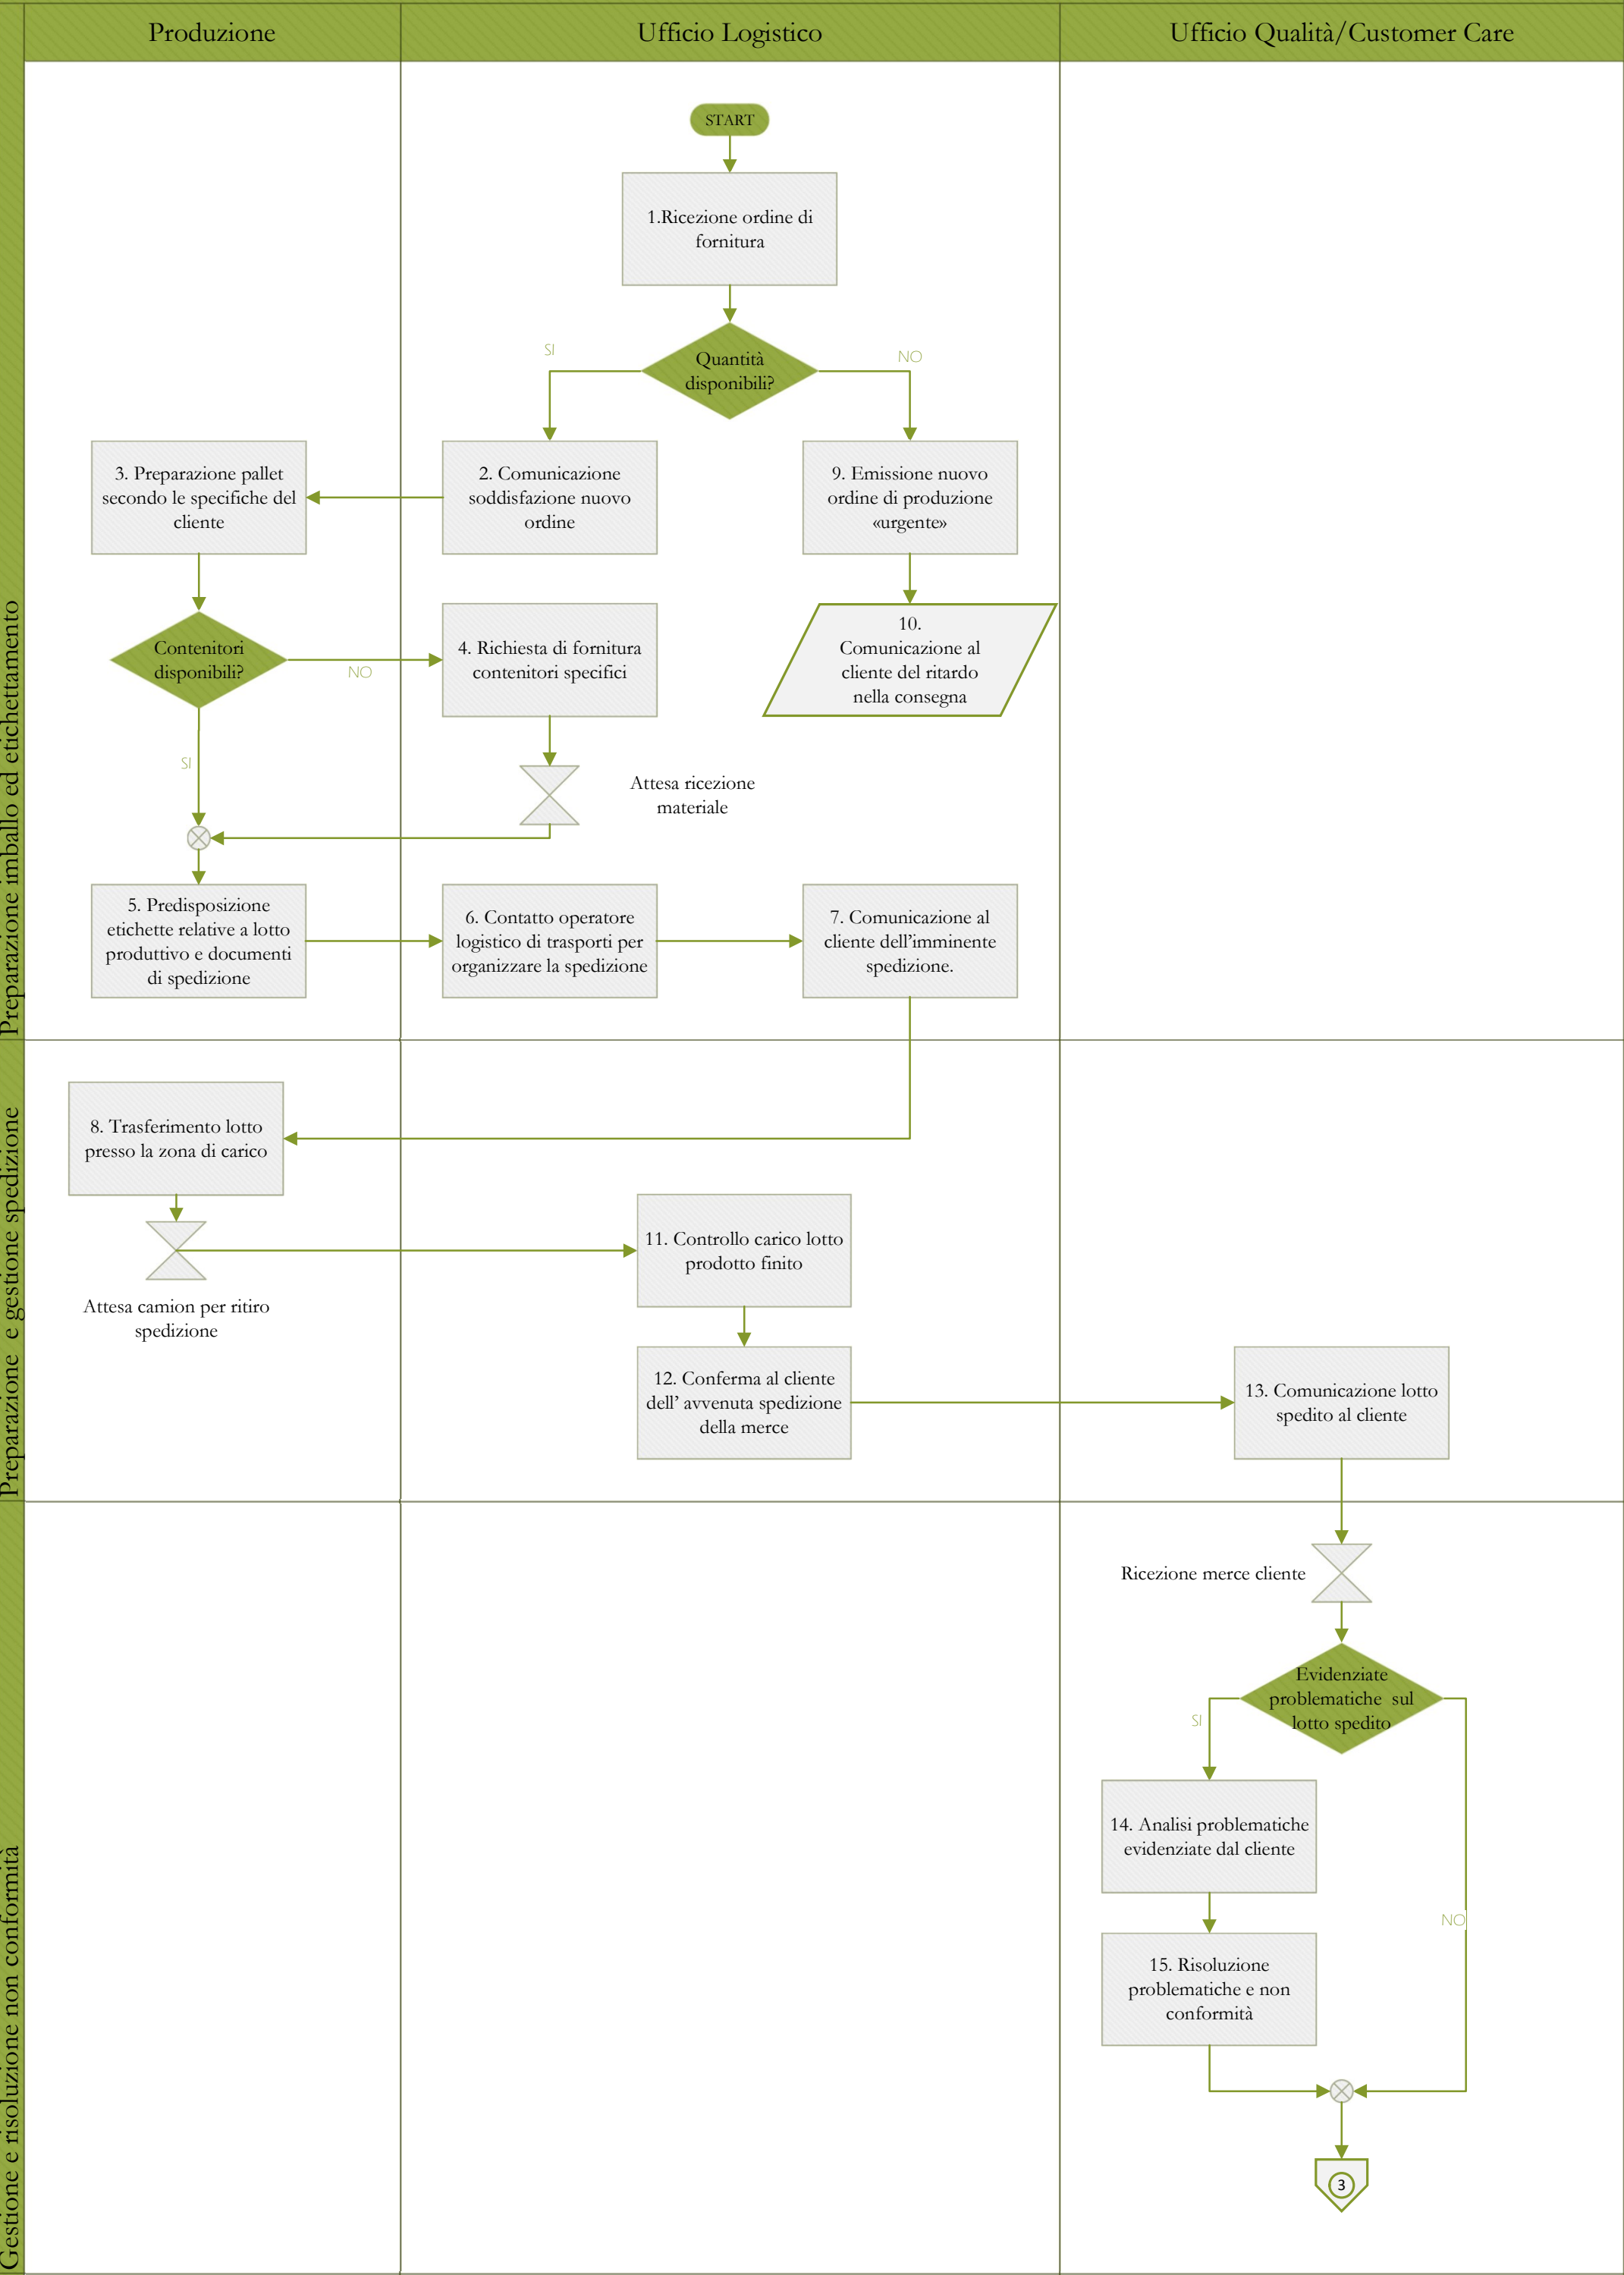 Produzione
Ufficio Logistico
Ufficio Qualità/Customer Care
Preparazione imballo ed etichettamento
START
1.Ricezione ordine di
fornitura
Quantità
disponibili?
SI
NO
3. Preparazione pallet
secondo le specifiche del
cliente
2. Comunicazione
soddisfazione nuovo
ordine
9. Emissione nuovo
ordine di produzione
«urgente»
Contenitori
disponibili?
NO
SI
4. Richiesta di fornitura
contenitori specifici
10.
Comunicazione al
cliente del ritardo
nella consegna
Attesa ricezione
materiale
5. Predisposizione
etichette relative a lotto
produttivo e documenti
di spedizione
6. Contatto operatore
logistico di trasporti per
organizzare la spedizione
7. Comunicazione al
cliente dell'imminente
spedizione.
Preparazione e gestione spedizione
8. Trasferimento lotto
presso la zona di carico
Attesa camion per ritiro
spedizione
11. Controllo carico lotto
prodotto finito
12. Conferma al cliente
dell' avvenuta spedizione
della merce
13. Comunicazione lotto
spedito al cliente
Gestione e risoluzione non conformità
Ricezione merce cliente
Evidenziate
problematiche sul
lotto spedito
SI
NO
14. Analisi problematiche
evidenziate dal cliente
15. Risoluzione
problematiche e non
conformità
3